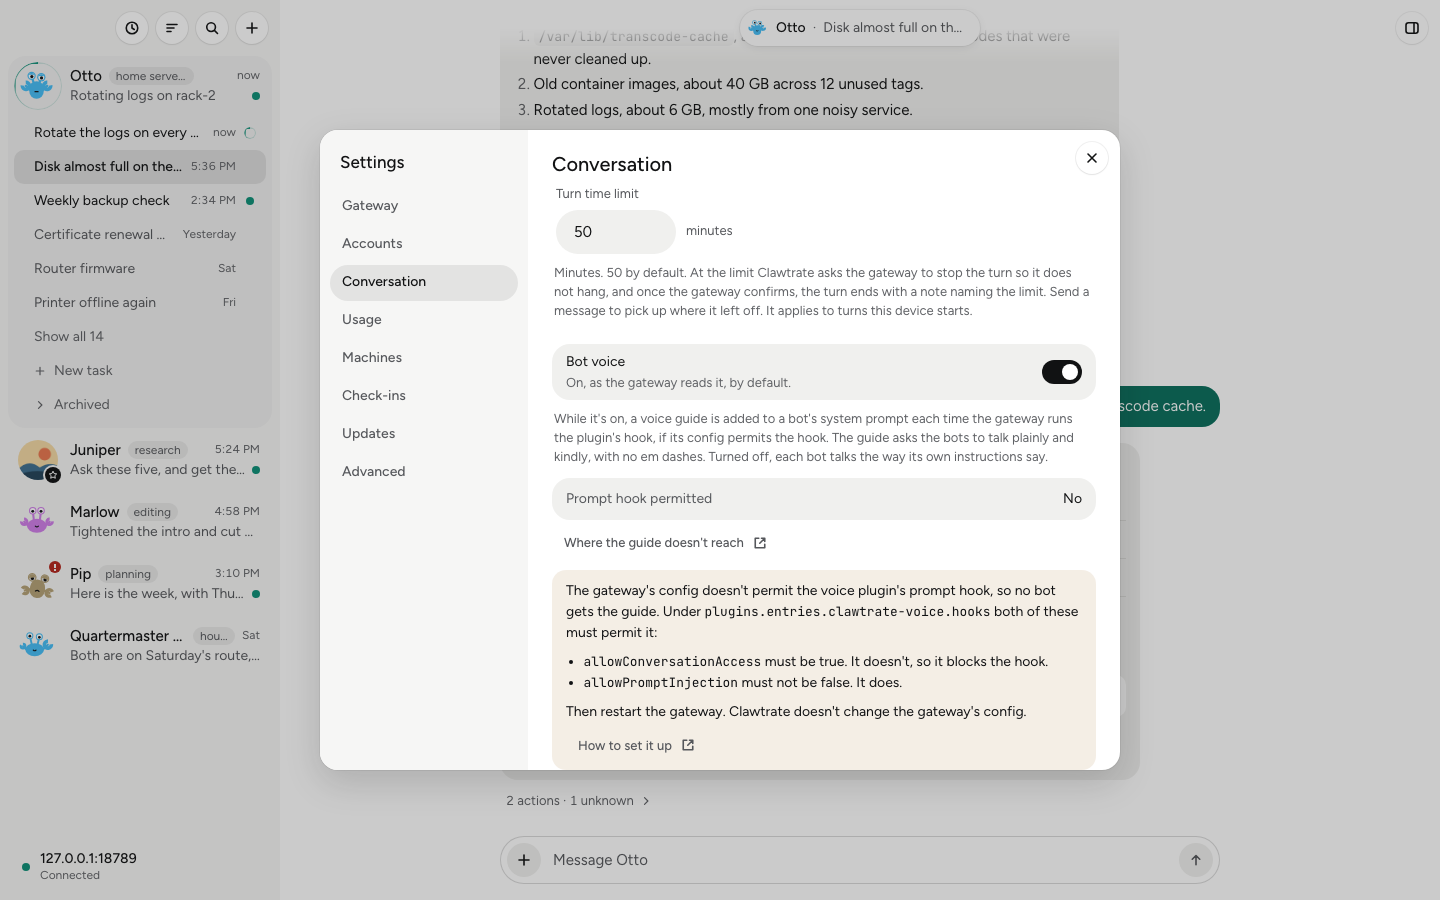 Otto · Disk almost full on th...
Otto home serve... now
Rotating logs on rack-2
Rotate the logs on every ... now
Disk almost full on the... 5:36 PM
Weekly backup check 2:34 PM
Certificate renewal ... Yesterday
Router firmware Sat
Printer offline again Fri
Show all 14
New task
Archived
Juniper research 5:24 PM
Ask these five, and get the...
Marlow editing 4:58 PM
Tightened the intro and cut ...
Pip planning 3:10 PM
Here is the week, with Thu...
Quartermaster ... hou... Sat
Both are on Saturday's route,...
127.0.0.1:18789
Connected
1. /var/lib/transcode-cache, that were
never cleaned up.
2. Old container images, about 40 GB across 12 unused tags.
3. Rotated logs, about 6 GB, mostly from one noisy service.
cache.
Settings
Gateway
Accounts
Conversation
Usage
Machines
Check-ins
Updates
Advanced
Conversation
Turn time limit
50 minutes
Minutes. 50 by default. At the limit Clawtrate asks the gateway to stop the turn so it does
not hang, and once the gateway confirms, the turn ends with a note naming the limit. Send a
message to pick up where it left off. It applies to turns this device starts.
Bot voice
On, as the gateway reads it, by default.
While it's on, a voice guide is added to a bot's system prompt each time the gateway runs
the plugin's hook, if its config permits the hook. The guide asks the bots to talk plainly and
kindly, with no em dashes. Turned off, each bot talks the way its own instructions say.
Prompt hook permitted No
Where the guide doesn't reach
The gateway's config doesn't permit the voice plugin's prompt hook, so no bot
gets the guide. Under plugins.entries.clawtrate-voice.hooks both of these
must permit it:
• allowConversationAccess must be true. It doesn't, so it blocks the hook.
• allowPromptInjection must not be false. It does.
Then restart the gateway. Clawtrate doesn't change the gateway's config.
How to set it up
2 actions · 1 unknown
Message Otto